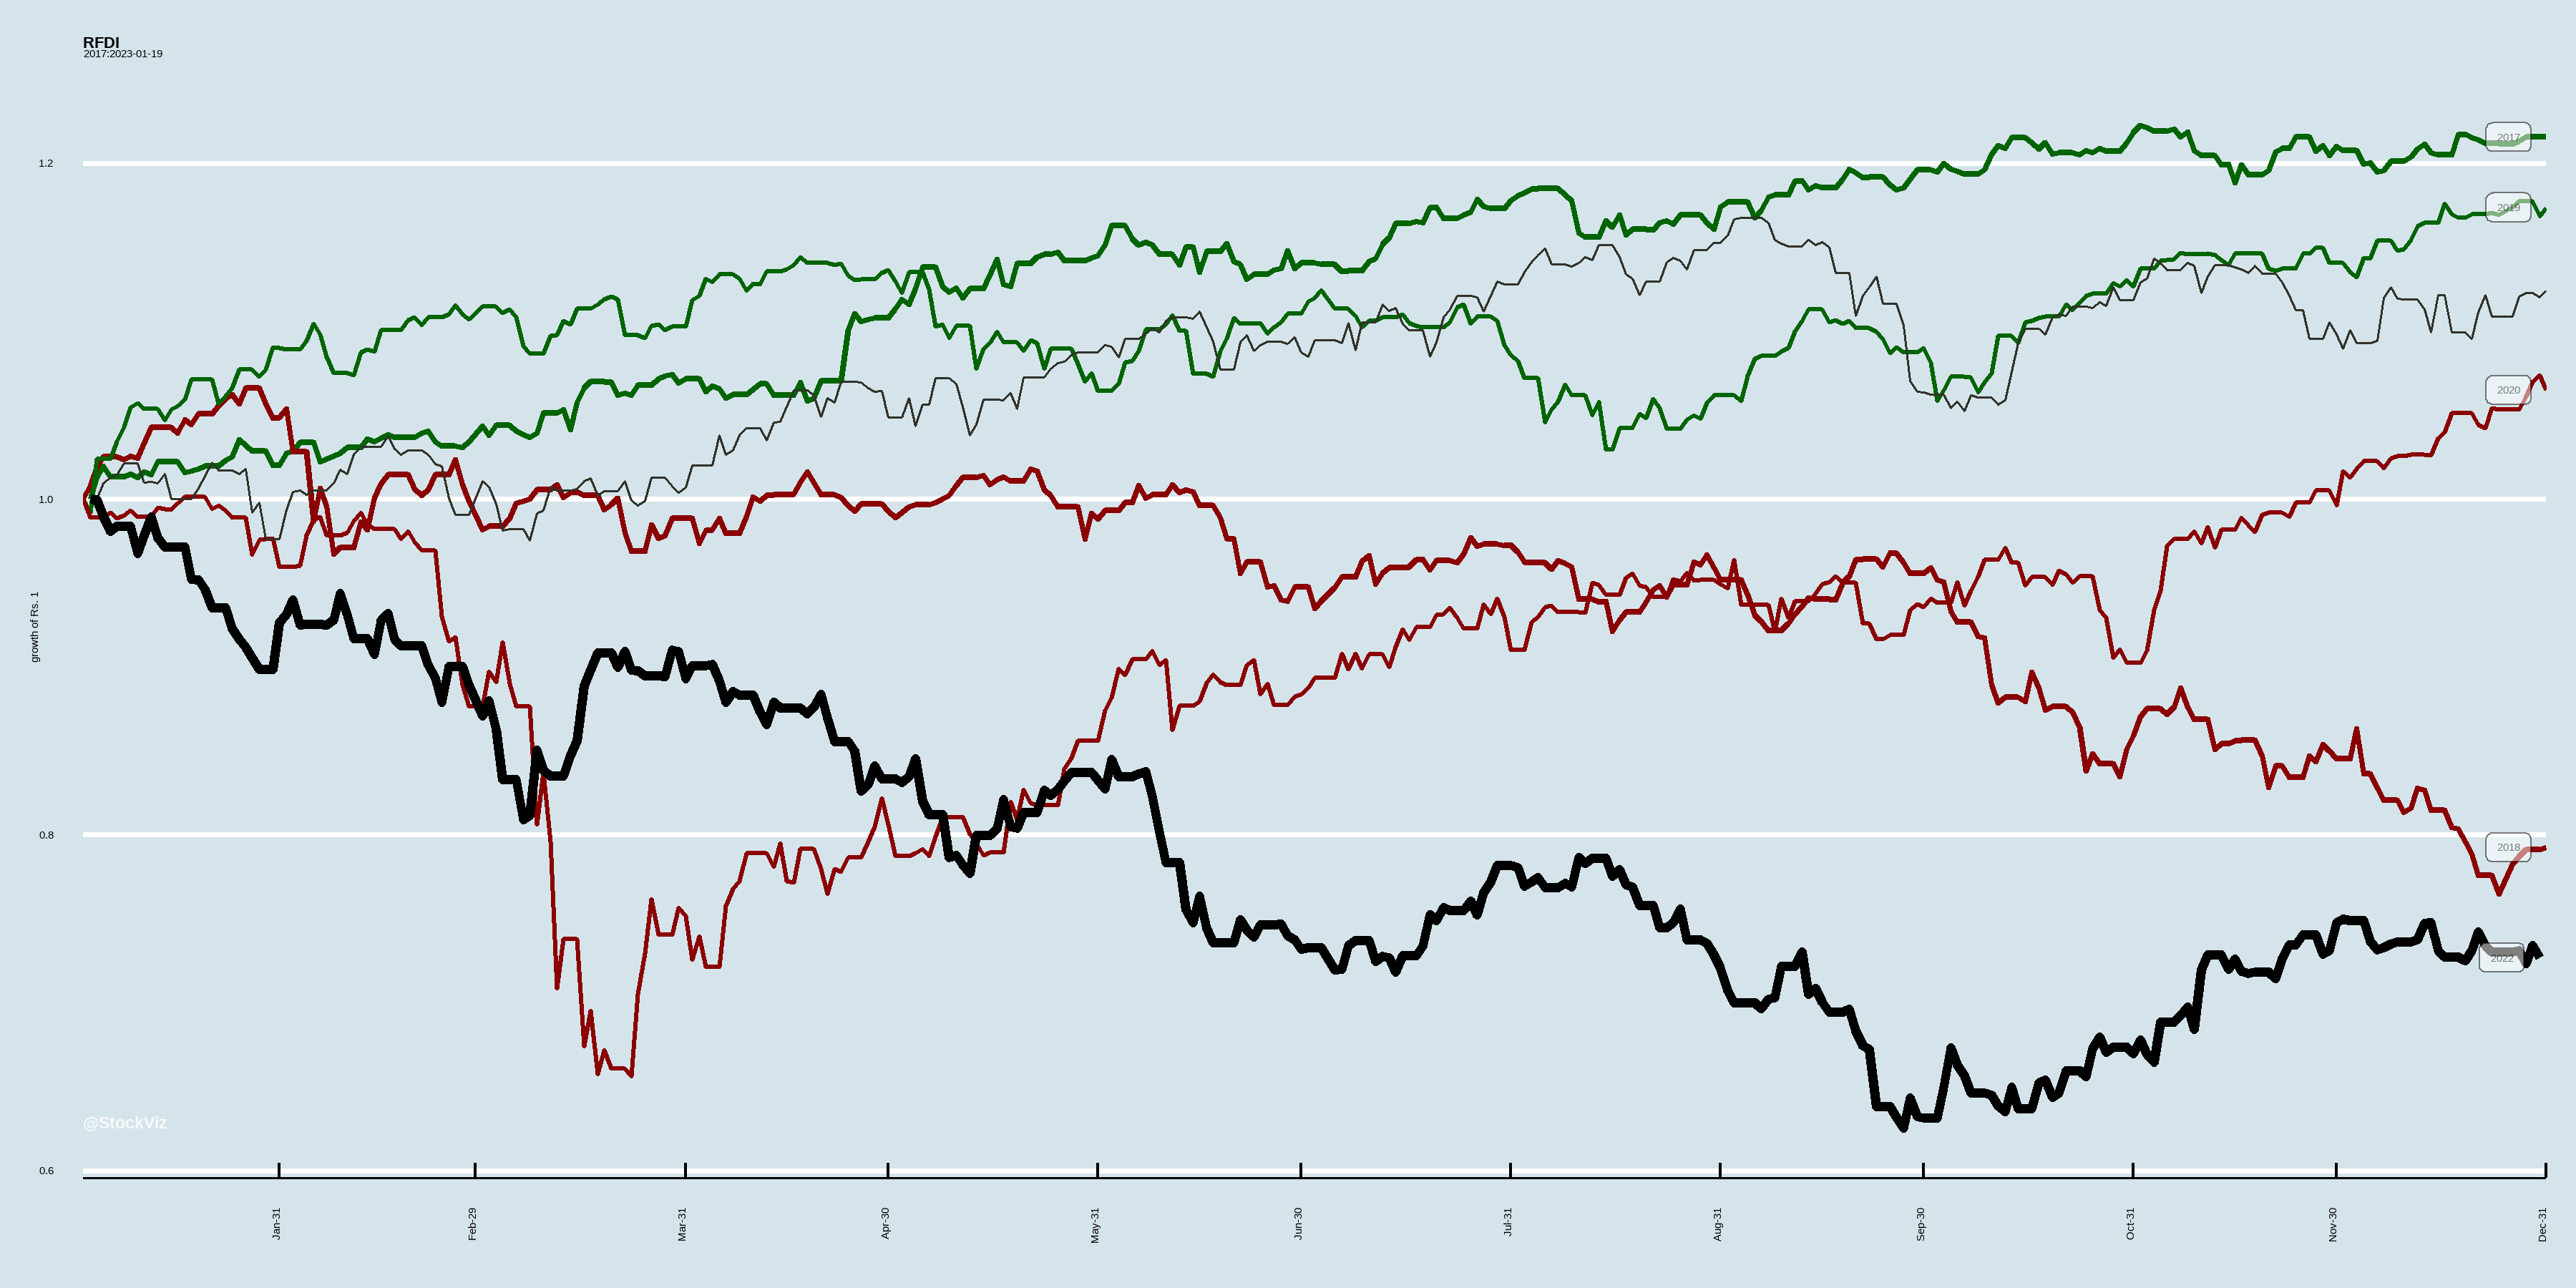 RFDI
2017:2023-01-19
2017
1.2
2019
2020
1.0
growth of Rs. 1
0.8
2018
2022
@StockViz
0.6
Jan-31
Feb-29
Mar-31
Apr-30
May-31
Jun-30
Jul-31
Aug-31
Sep-30
Oct-31
Nov-30
Dec-31